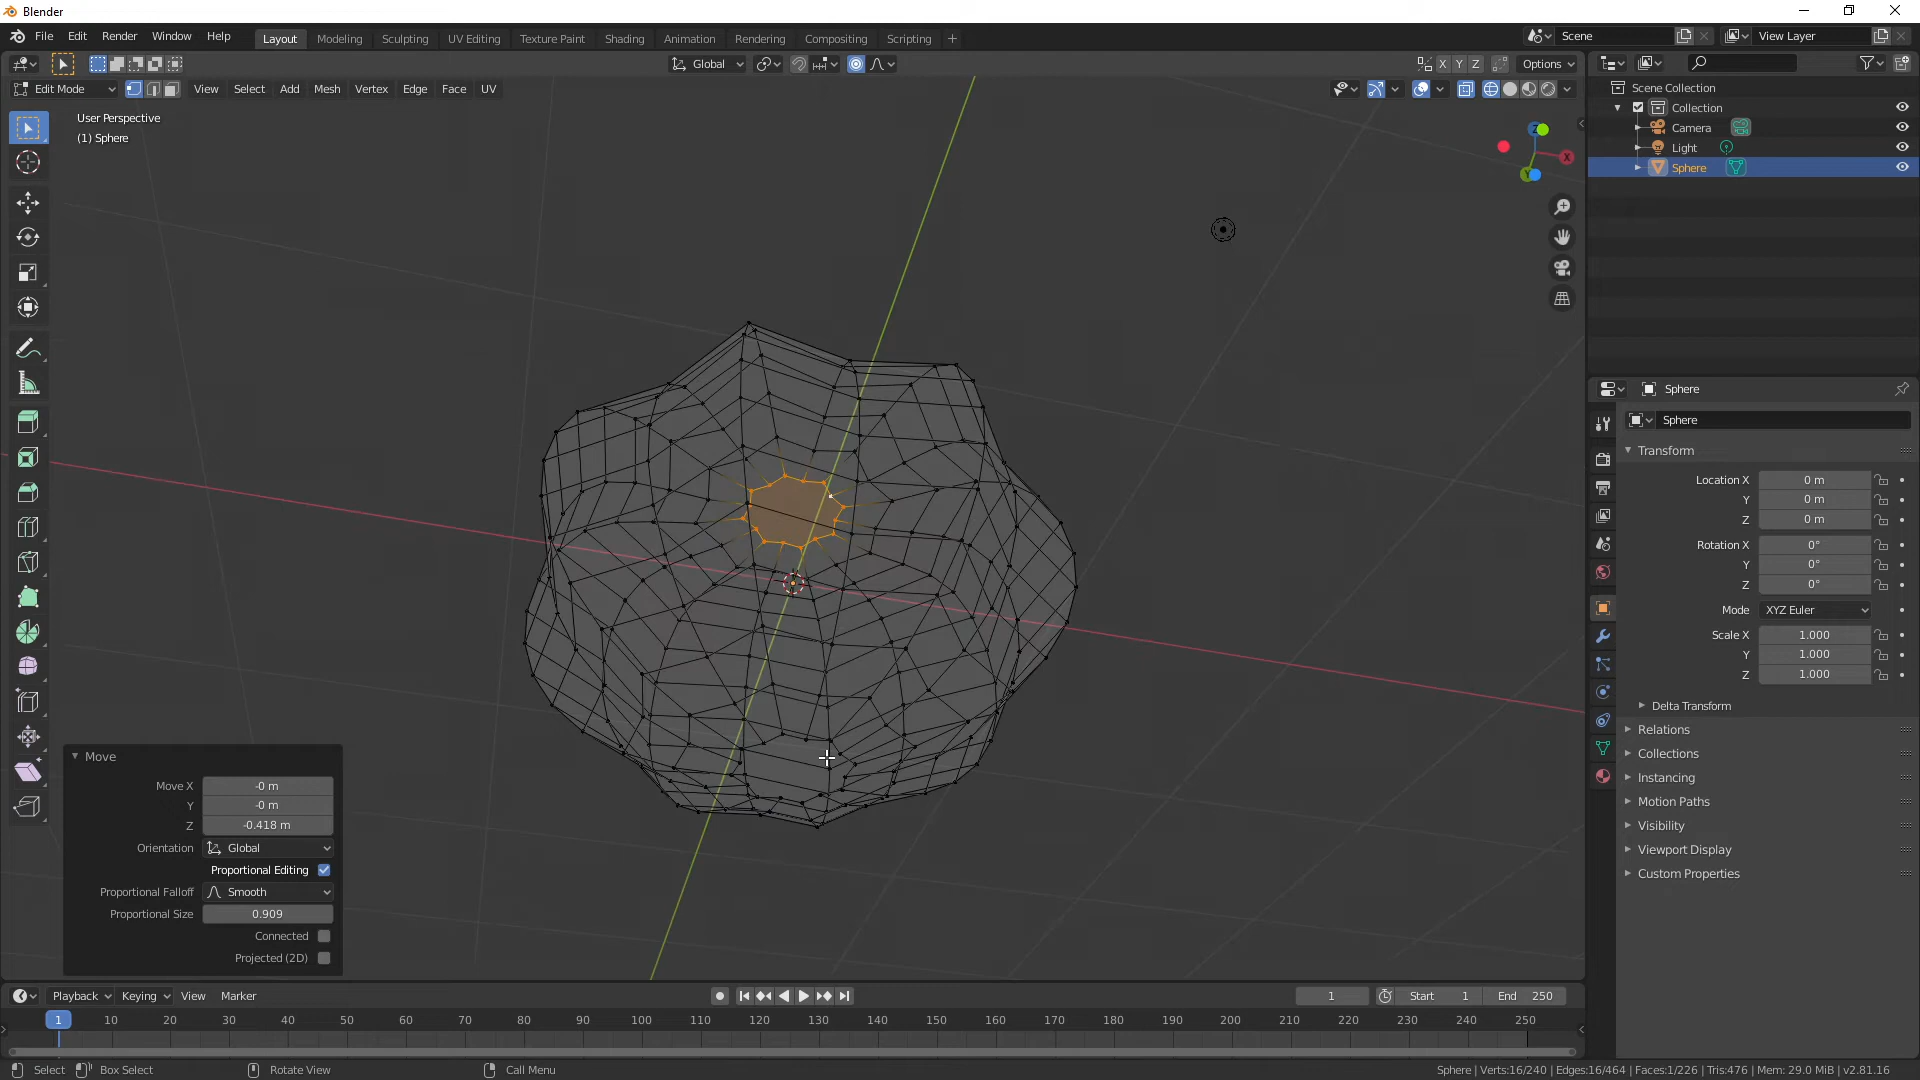 Blender
File Edit Render Window Help
Layout Modeling Sculpting UV Editing Texture Paint Shading Animation Rendering Compositing Scripting
Scene View Layer
Global X Y Z Options
Edit Mode View Select Add Mesh Vertex Edge Face UV
User Perspective
(1) Sphere
Z
X
Y
Scene Collection
Collection
Camera
Light
Sphere
Sphere
Sphere
Transform
Location X 0 m
Y 0 m
Z 0 m
Rotation X 0°
Y 0°
Z 0°
Mode XYZ Euler
Scale X 1.000
Y 1.000
Z 1.000
Delta Transform
Relations
Collections
Instancing
Motion Paths
Visibility
Viewport Display
Custom Properties
Move
Move X -0 m
Y -0 m
Z -0.418 m
Orientation Global
Proportional Editing
Proportional Falloff Smooth
Proportional Size 0.909
Connected
Projected (2D)
Playback Keying View Marker 1 Start 1 End 250
1 10 20 30 40 50 60 70 80 90 100 110 120 130 140 150 160 170 180 190 200 210 220 230 240 250
Select Box Select Rotate View Call Menu Sphere | Verts:16/240 | Edges:16/464 | Faces:1/226 | Tris:476 | Mem: 29.0 MiB | v2.81.16